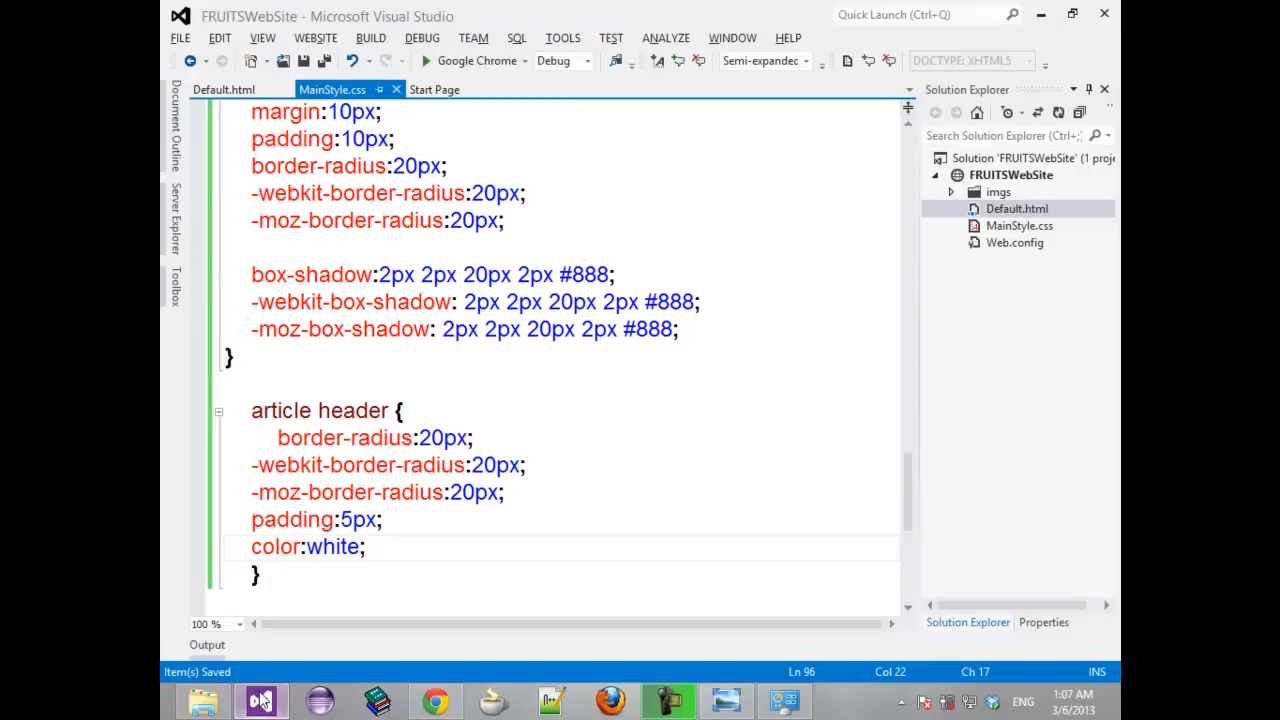 FRUITSWebSite - Microsoft Visual Studio
Quick Launch (Ctrl+Q)
FILE EDIT VIEW WEBSITE BUILD DEBUG TEAM SQL TOOLS TEST ANALYZE WINDOW HELP
Google Chrome Debug Semi-expandec DOCTYPE: XHTML5
Default.html MainStyle.css Start Page
Solution Explorer
Document Outline
Server Explorer
Toolbox
margin:10px;
padding:10px;
border-radius:20px;
-webkit-border-radius:20px;
-moz-border-radius:20px;
box-shadow:2px 2px 20px 2px #888;
-webkit-box-shadow: 2px 2px 20px 2px #888;
-moz-box-shadow: 2px 2px 20px 2px #888;
}
article header {
border-radius:20px;
-webkit-border-radius:20px;
-moz-border-radius:20px;
padding:5px;
color:white;
}
Search Solution Explorer (Ctrl+;
Solution 'FRUITSWebSite' (1 proje
FRUITSWebSite
imgs
Default.html
MainStyle.css
Web.config
100 %
Solution Explorer Properties
Output
Item(s) Saved Ln 96 Col 22 Ch 17 INS
ENG
1:07 AM
3/6/2013